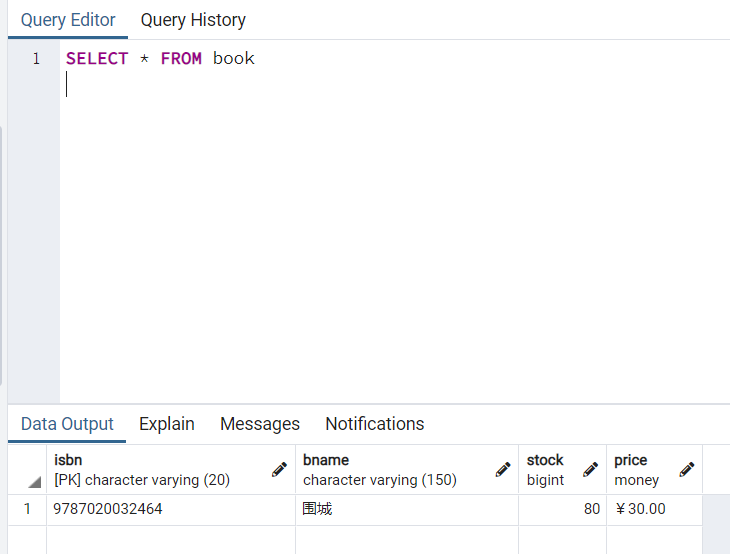 Query Editor Query History
1 SELECT * FROM book
Data Output Explain Messages Notifications
isbn bname stock price
[PK] character varying (20) character varying (150) bigint money
1 9787020032464 围城 80 ￥30.00